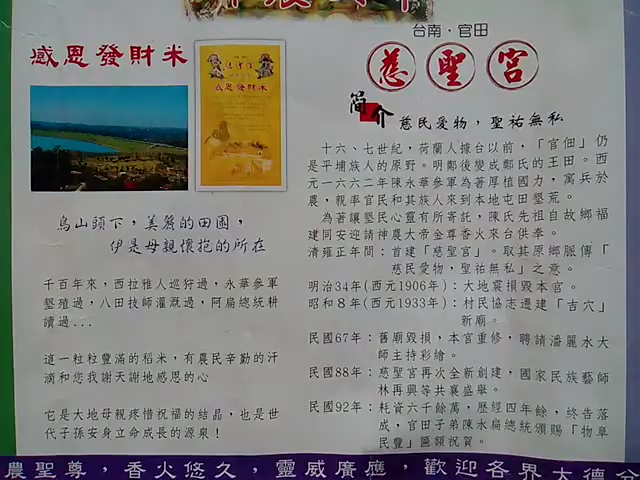 感恩發財米
感恩發財米
烏山頭下，美麗的田園，
伊是母親懷抱的所在
千百年來，西拉雅人巡狩過，永華參軍
墾殖過，八田技師灌溉過，阿扁總統耕
讀過...
這一粒粒豐滿的稻米，有農民辛勤的汗
滴和您我謝天謝地感恩的心
它是大地母親疼惜祝福的結晶，也是世
代子孫安身立命成長的源泉！
台南·官田
慈聖宮
簡介
慈民愛物，聖祐無私
十六、七世紀，荷蘭人據台以前，「官佃」仍
是平埔族人的原野。明鄭後變成鄭氏的王田。西
元一六六二年陳永華參軍為著厚植國力，寓兵於
農，親率官民和其族人來到本地屯田墾荒。
為著讓墾民心靈有所寄託，陳氏先祖自故鄉福
建同安迎請神農大帝金尊香火來台供奉。
清雍正年間：首建「慈聖宮」。取其原鄉脈傳「
慈民愛物，聖祐無私」之意。
明治34年(西元1906年)：大地震損毀本宮。
昭和8年(西元1933年)：村民協志遷建「吉穴」
新廟。
民國67年：舊廟毀損，本宮重修，聘請潘麗水大
師主持彩繪。
民國88年：慈聖宮再次全新創建，國家民族藝師
林再興等共襄盛舉。
民國92年：耗資六千餘萬，歷經四年餘，終告落
成，官田子弟陳水扁總統頒賜「物阜
民豐」匾額祝賀。
農聖尊，香火悠久，靈威廣應，歡迎各界大德